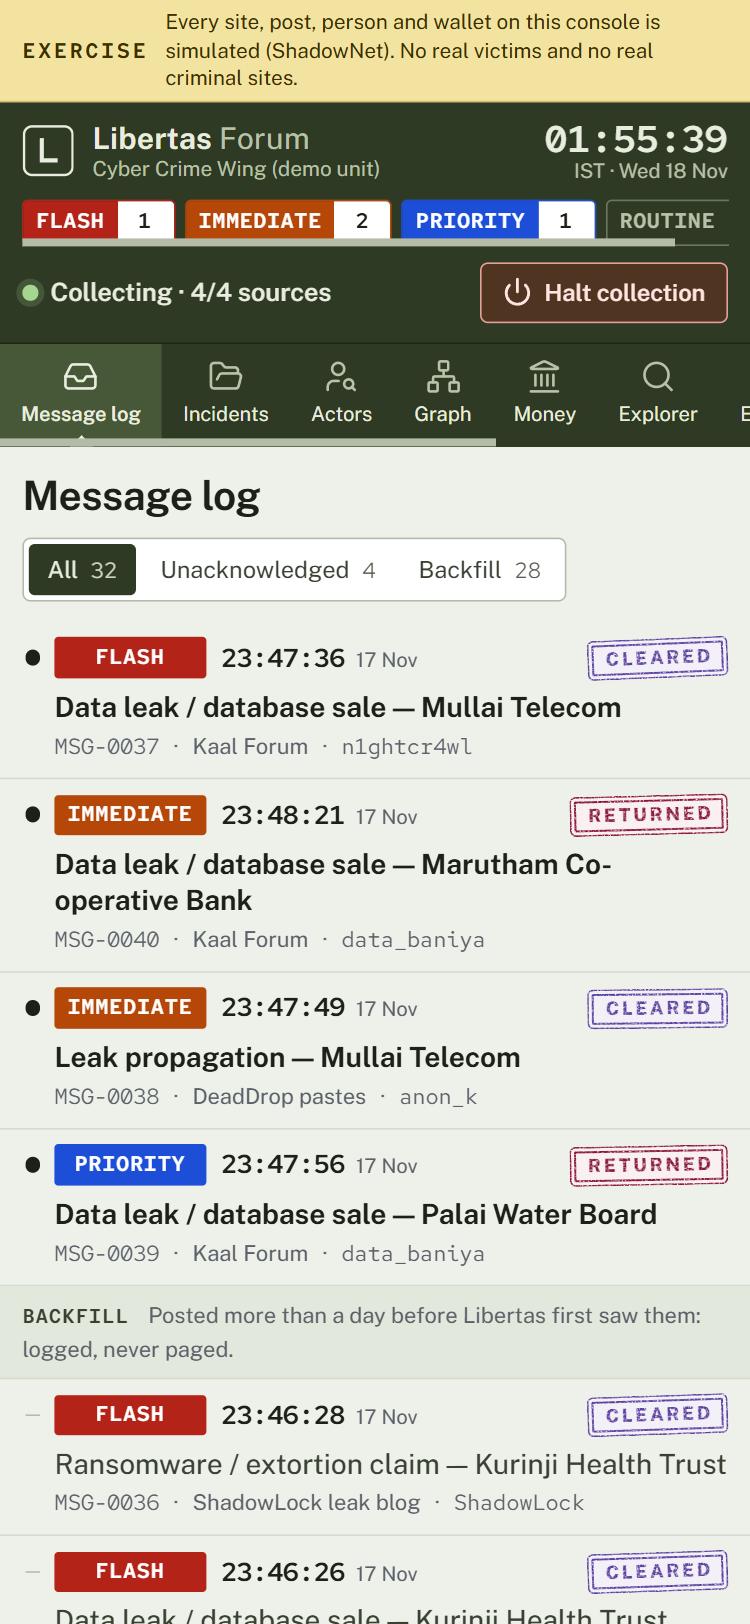 EXERCISE
Every site, post, person and wallet on this console is
simulated (ShadowNet). No real victims and no real
criminal sites.
L
Libertas Forum
Cyber Crime Wing (demo unit)
01:55:39
IST · Wed 18 Nov
FLASH 1 IMMEDIATE 2 PRIORITY 1 ROUTINE
Collecting · 4/4 sources
Halt collection
Message log Incidents Actors Graph Money Explorer
Message log
All 32 Unacknowledged 4 Backfill 28
FLASH 23:47:36 17 Nov CLEARED
Data leak / database sale — Mullai Telecom
MSG-0037 · Kaal Forum · n1ghtcr4wl
IMMEDIATE 23:48:21 17 Nov RETURNED
Data leak / database sale — Marutham Co-
operative Bank
MSG-0040 · Kaal Forum · data_baniya
IMMEDIATE 23:47:49 17 Nov CLEARED
Leak propagation — Mullai Telecom
MSG-0038 · DeadDrop pastes · anon_k
PRIORITY 23:47:56 17 Nov RETURNED
Data leak / database sale — Palai Water Board
MSG-0039 · Kaal Forum · data_baniya
BACKFILL Posted more than a day before Libertas first saw them:
logged, never paged.
FLASH 23:46:28 17 Nov CLEARED
Ransomware / extortion claim — Kurinji Health Trust
MSG-0036 · ShadowLock leak blog · ShadowLock
FLASH 23:46:26 17 Nov CLEARED
Data leak / database sale — Kurinji Health Trust